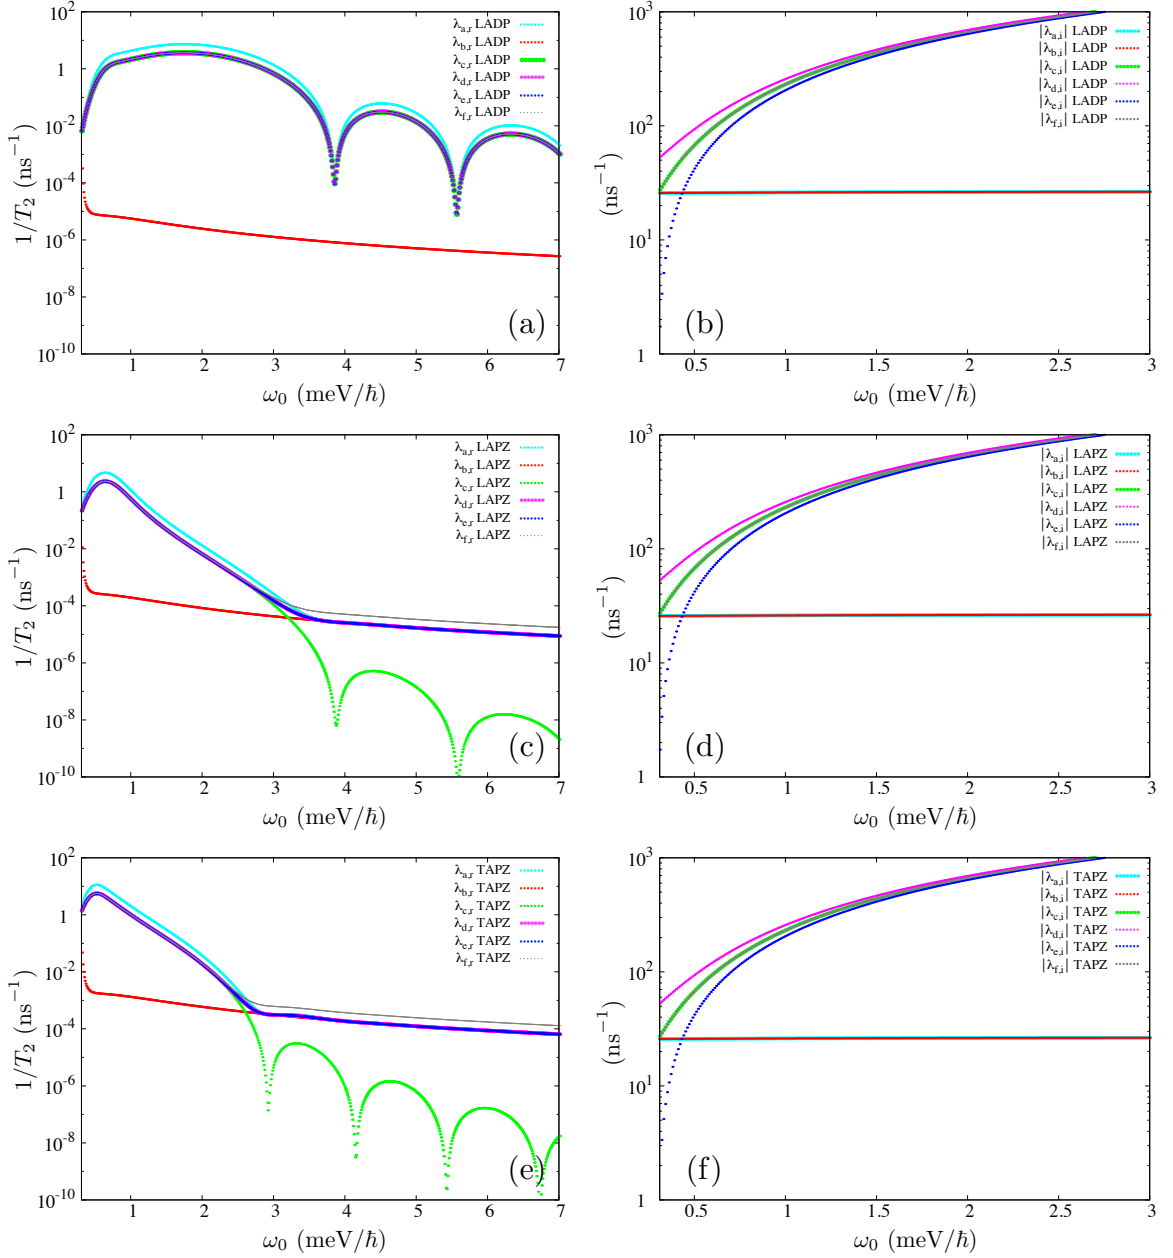 10^2
1
10^-2
10^-4
10^-6
10^-8
10^-10
1/T_2 (ns^-1)
λ_a,r LADP
λ_b,r LADP
λ_c,r LADP
λ_d,r LADP
λ_e,r LADP
λ_f,r LADP
(a)
1 2 3 4 5 6 7
ω_0 (meV/ħ)
10^3
10^2
10^1
1
(ns^-1)
|λ_a,i| LADP
|λ_b,i| LADP
|λ_c,i| LADP
|λ_d,i| LADP
|λ_e,i| LADP
|λ_f,i| LADP
(b)
0.5 1 1.5 2 2.5 3
ω_0 (meV/ħ)
10^2
1
10^-2
10^-4
10^-6
10^-8
10^-10
1/T_2 (ns^-1)
λ_a,r LAPZ
λ_b,r LAPZ
λ_c,r LAPZ
λ_d,r LAPZ
λ_e,r LAPZ
λ_f,r LAPZ
(c)
1 2 3 4 5 6 7
ω_0 (meV/ħ)
10^3
10^2
10^1
1
(ns^-1)
|λ_a,i| LAPZ
|λ_b,i| LAPZ
|λ_c,i| LAPZ
|λ_d,i| LAPZ
|λ_e,i| LAPZ
|λ_f,i| LAPZ
(d)
0.5 1 1.5 2 2.5 3
ω_0 (meV/ħ)
10^2
1
10^-2
10^-4
10^-6
10^-8
10^-10
1/T_2 (ns^-1)
λ_a,r TAPZ
λ_b,r TAPZ
λ_c,r TAPZ
λ_d,r TAPZ
λ_e,r TAPZ
λ_f,r TAPZ
(e)
1 2 3 4 5 6 7
ω_0 (meV/ħ)
10^3
10^2
10^1
1
(ns^-1)
|λ_a,i| TAPZ
|λ_b,i| TAPZ
|λ_c,i| TAPZ
|λ_d,i| TAPZ
|λ_e,i| TAPZ
|λ_f,i| TAPZ
(f)
0.5 1 1.5 2 2.5 3
ω_0 (meV/ħ)